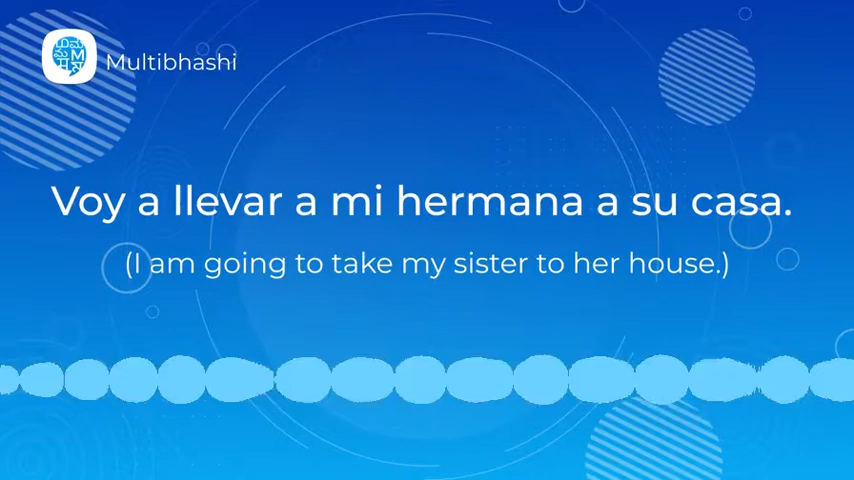 Multibhashi
Voy a llevar a mi hermana a su casa.
(I am going to take my sister to her house.)